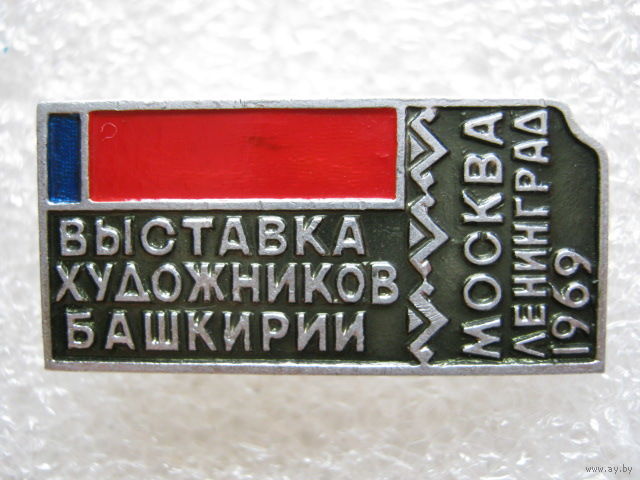 ВЫСТАВКА
ХУДОЖНИКОВ
БАШКИРИИ
МОСКВА
ЛЕНИНГРАД
1969
www.ay.by